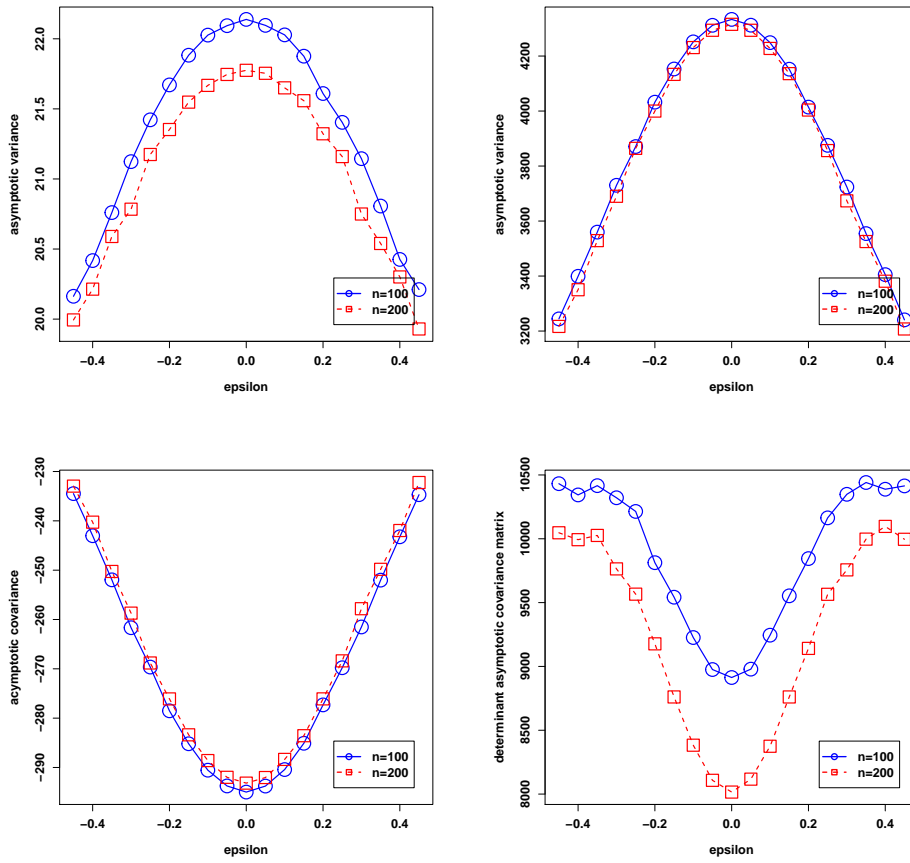 asymptotic variance
22.0
21.5
21.0
20.5
20.0
n=100
n=200
−0.4 −0.2 0.0 0.2 0.4
epsilon
asymptotic variance
4200
4000
3800
3600
3400
3200
n=100
n=200
−0.4 −0.2 0.0 0.2 0.4
epsilon
acymptotic covariance
−230
−250
−260
−270
−280
−290
n=100
n=200
−0.4 −0.2 0.0 0.2 0.4
epsilon
determinant asymptotic covariance matrix
10500
10000
9500
9000
8500
8000
n=100
n=200
−0.4 −0.2 0.0 0.2 0.4
epsilon